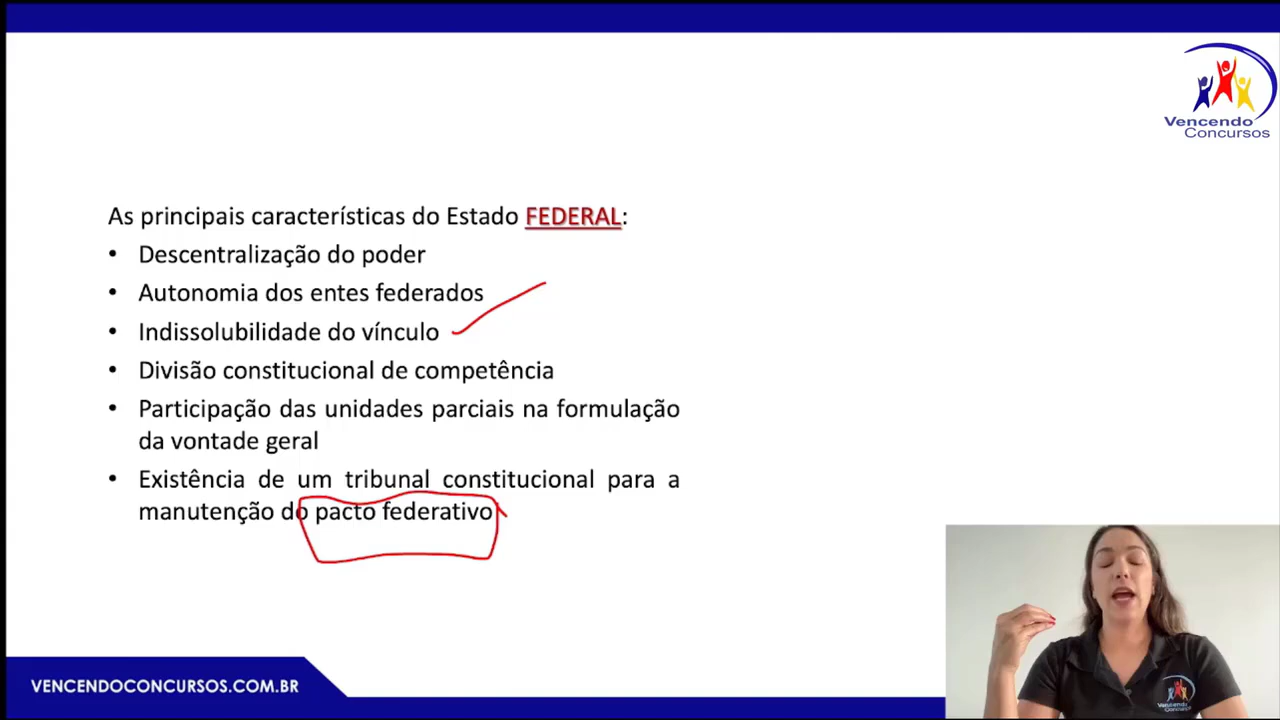 Vencendo
Concursos
As principais características do Estado FEDERAL:
• Descentralização do poder
• Autonomia dos entes federados
• Indissolubilidade do vínculo
• Divisão constitucional de competência
• Participação das unidades parciais na formulação
da vontade geral
• Existência de um tribunal constitucional para a
manutenção do pacto federativo
VENCENDOCONCURSOS.COM.BR
Vencendo
Concursos